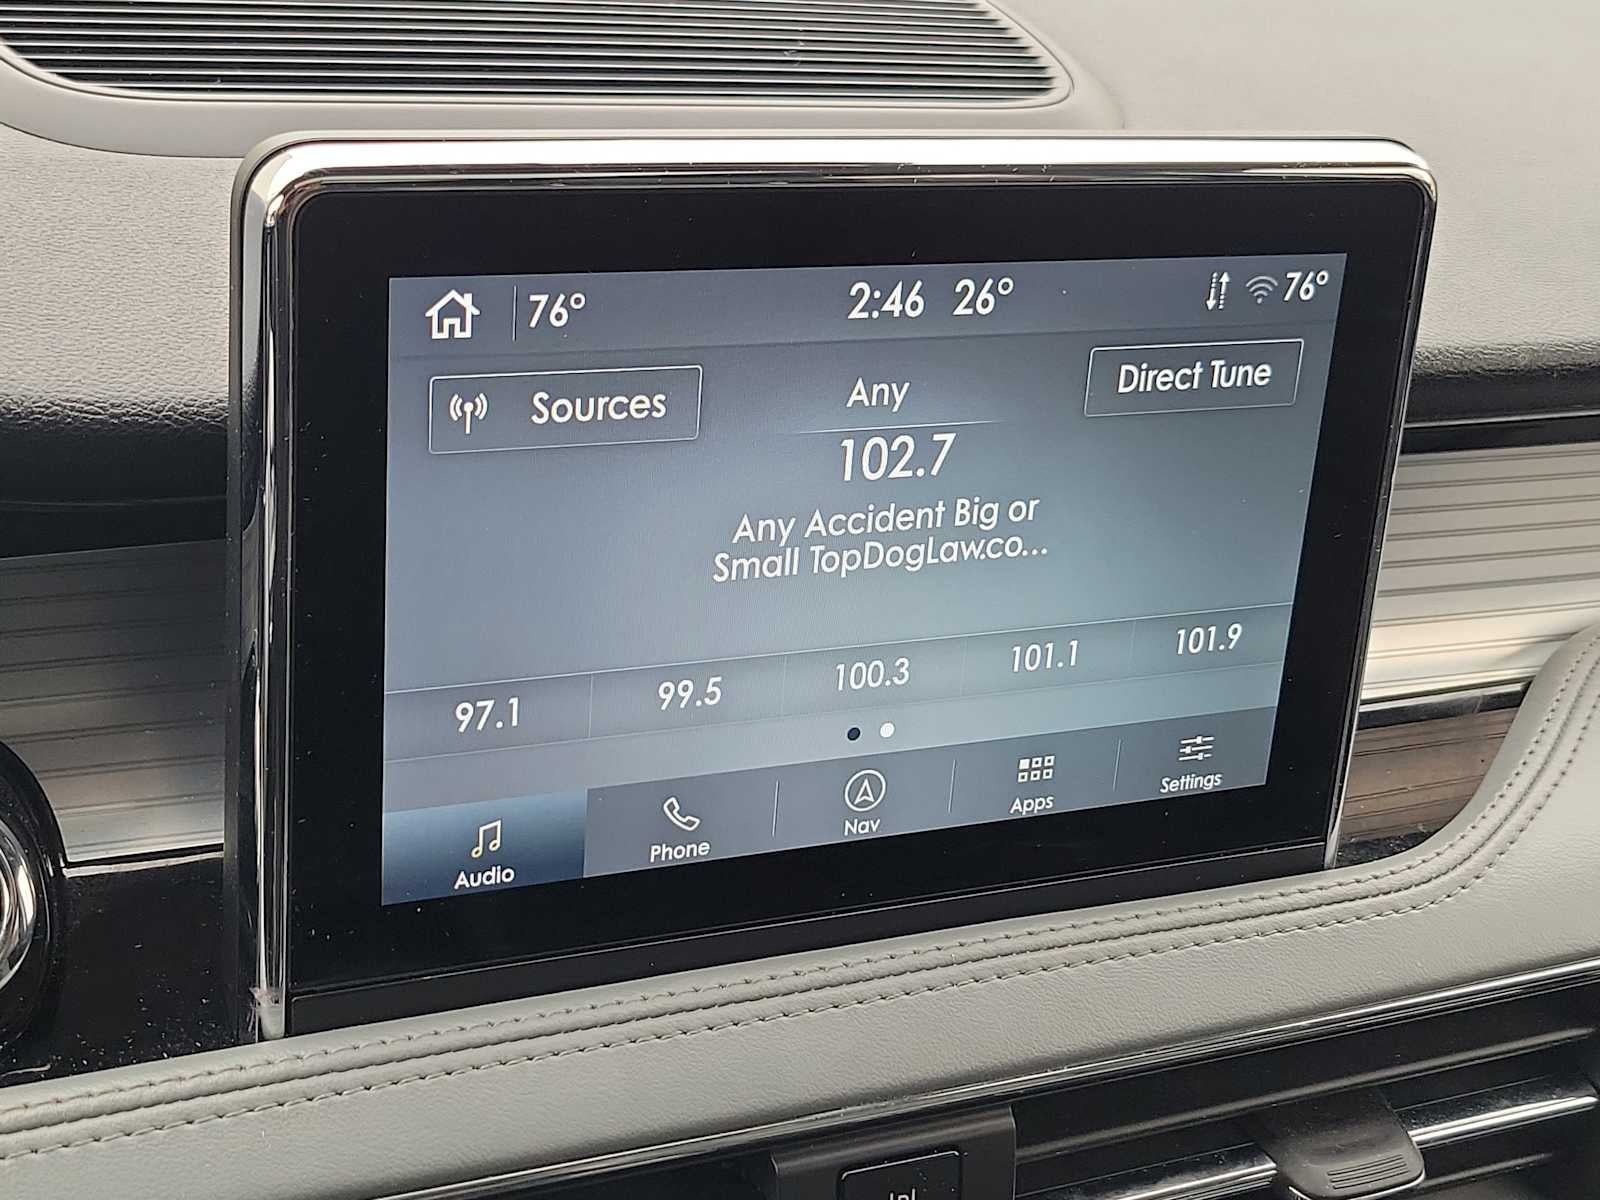 76° 2:46 26° 76°
Sources
Any
Direct Tune
102.7
Any Accident Big or
Small TopDogLaw.co...
97.1 99.5 100.3 101.1 101.9
Audio Phone Nav Apps Settings